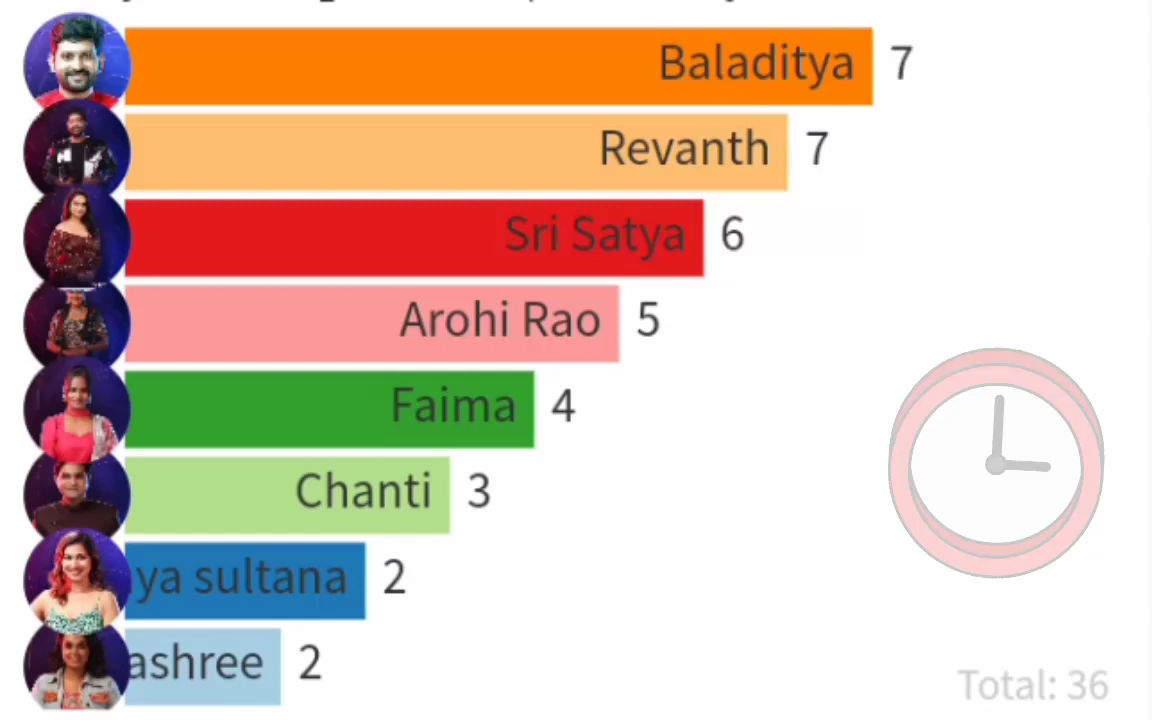 Baladitya 7
Revanth 7
Sri Satya 6
Arohi Rao 5
Faima 4
Chanti 3
ya sultana 2
ashree 2
Total: 36